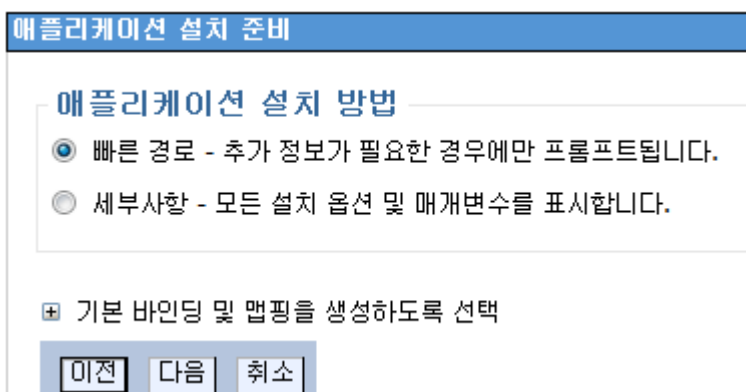 애플리케이션 설치 준비
애플리케이션 설치 방법
빠른 경로 - 추가 정보가 필요한 경우에만 프롬프트됩니다.
세부사항 - 모든 설치 옵션 및 매개변수를 표시합니다.
기본 바인딩 및 맵핑을 생성하도록 선택
이전 다음 취소